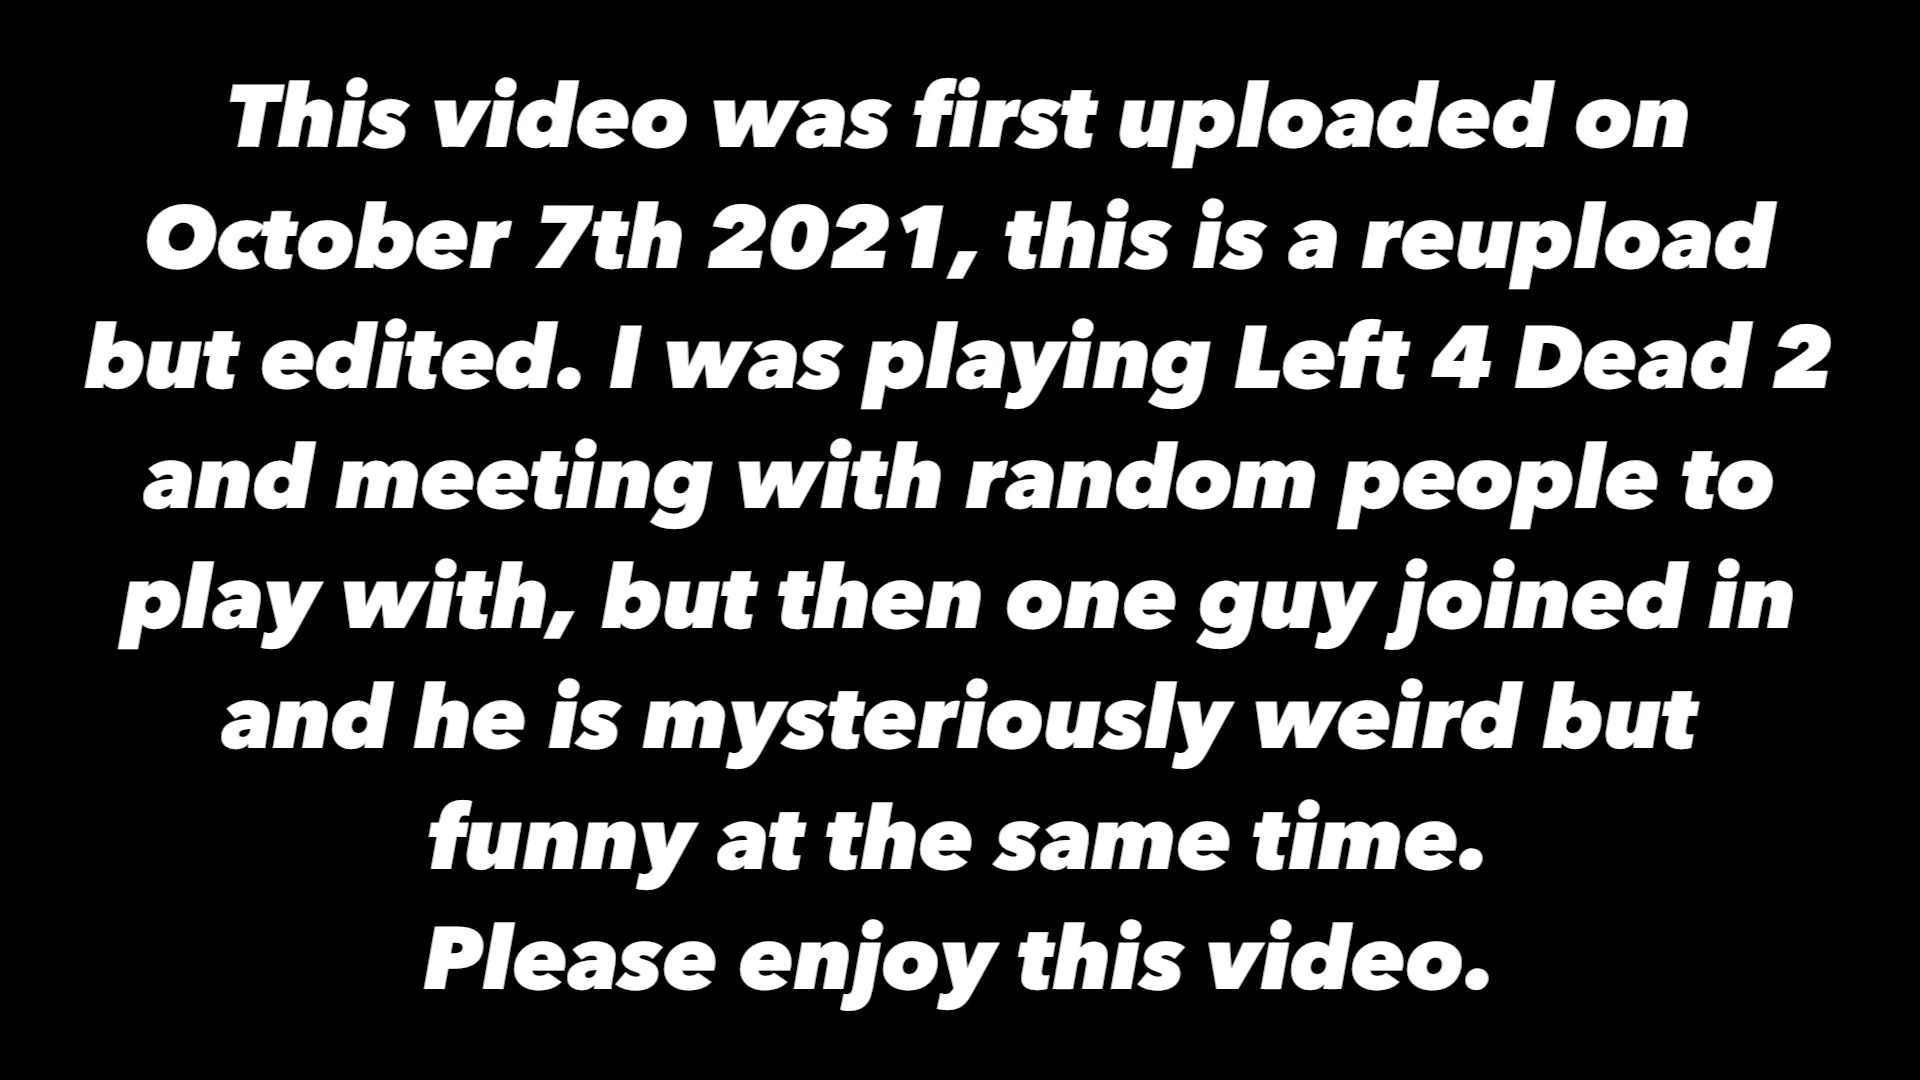 This video was first uploaded on
October 7th 2021, this is a reupload
but edited. I was playing Left 4 Dead 2
and meeting with random people to
play with, but then one guy joined in
and he is mysteriously weird but
funny at the same time.
Please enjoy this video.